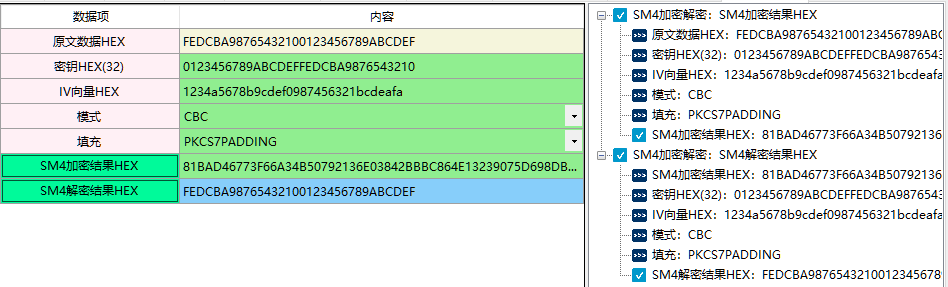 数据项 内容
原文数据HEX FEDCBA98765432100123456789ABCDEF
密钥HEX(32) 0123456789ABCDEFFEDCBA9876543210
IV向量HEX 1234a5678b9cdef0987456321bcdeafa
模式 CBC
填充 PKCS7PADDING
SM4加密结果HEX 81BAD46773F66A34B50792136E03842BBBC864E13239075D698DB...
SM4解密结果HEX FEDCBA98765432100123456789ABCDEF
SM4加密解密：SM4加密结果HEX
>>> 原文数据HEX：FEDCBA98765432100123456789ABC
>>> 密钥HEX(32)：0123456789ABCDEFFEDCBA9876543
>>> IV向量HEX：1234a5678b9cdef0987456321bcdeafa
>>> 模式：CBC
>>> 填充：PKCS7PADDING
SM4加密结果HEX：81BAD46773F66A34B50792136
SM4加密解密：SM4解密结果HEX
>>> SM4加密结果HEX：81BAD46773F66A34B50792136
>>> 密钥HEX(32)：0123456789ABCDEFFEDCBA9876543
>>> IV向量HEX：1234a5678b9cdef0987456321bcdeafa
>>> 模式：CBC
>>> 填充：PKCS7PADDING
SM4解密结果HEX：FEDCBA98765432100123456789